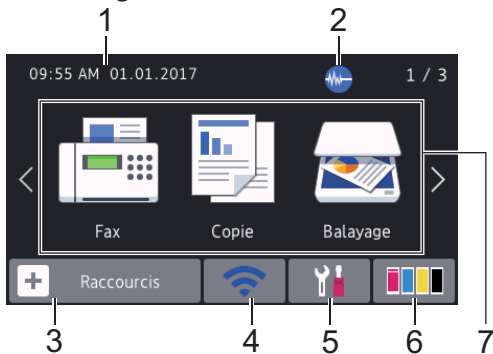 1 2
09:55 AM 01.01.2017 1 / 3
Fax Copie Balayage
Raccourcis
3 4 5 6 7